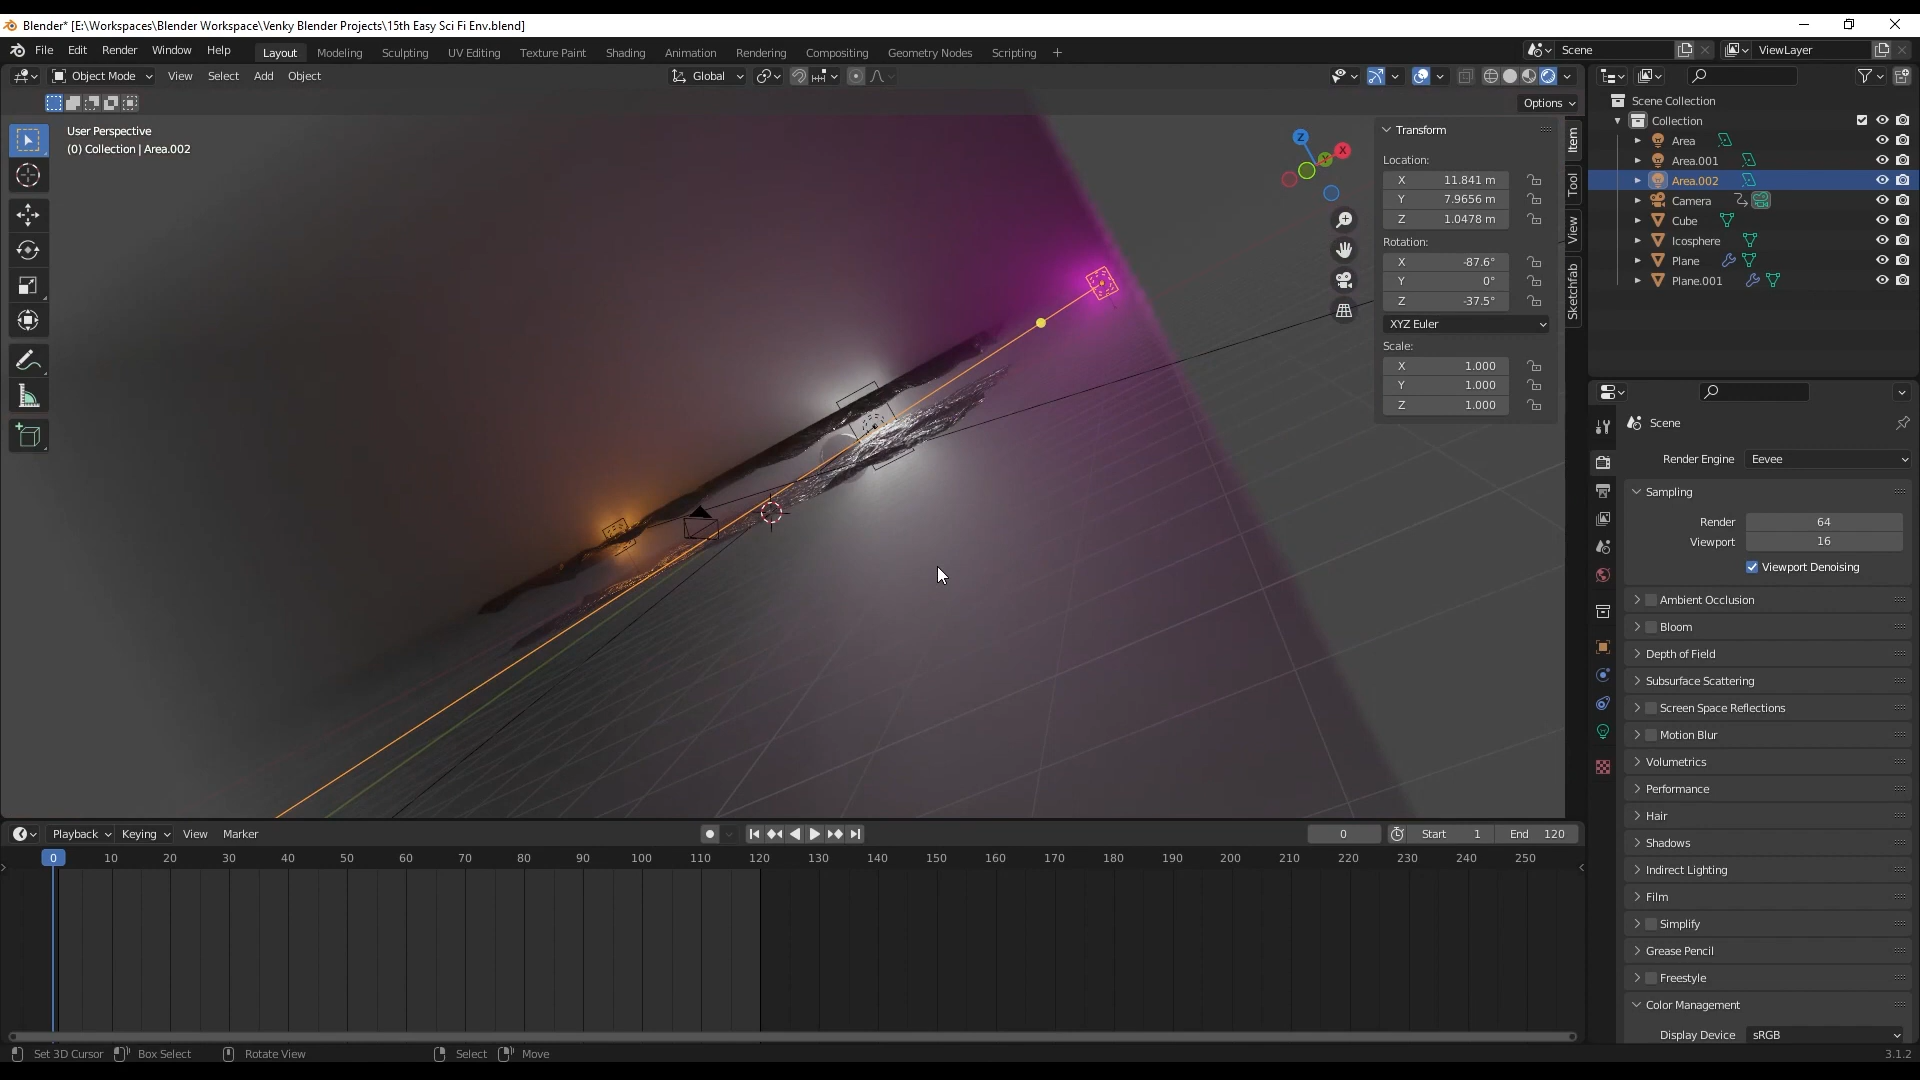 Blender* [E:\Workspaces\Blender Workspace\Venky Blender Projects\15th Easy Sci Fi Env.blend]
File Edit Render Window Help Layout Modeling Sculpting UV Editing Texture Paint Shading Animation Rendering Compositing Geometry Nodes Scripting + Scene ViewLayer
Object Mode View Select Add Object Global
Options
User Perspective
(0) Collection | Area.002
Z
X
Y
Transform
Location:
X 11.841 m
Y 7.9656 m
Z 1.0478 m
Rotation:
X -87.6°
Y 0°
Z -37.5°
XYZ Euler
Scale:
X 1.000
Y 1.000
Z 1.000
Item
Tool
View
Sketchfab
Scene Collection
Collection
Area
Area.001
Area.002
Camera
Cube
Icosphere
Plane
Plane.001
Scene
Render Engine Eevee
Sampling
Render 64
Viewport 16
Viewport Denoising
Ambient Occlusion
Bloom
Depth of Field
Subsurface Scattering
Screen Space Reflections
Motion Blur
Volumetrics
Performance
Hair
Shadows
Indirect Lighting
Film
Simplify
Grease Pencil
Freestyle
Color Management
Display Device sRGB
Playback Keying View Marker 0 Start 1 End 120
0 10 20 30 40 50 60 70 80 90 100 110 120 130 140 150 160 170 180 190 200 210 220 230 240 250
Set 3D Cursor Box Select Rotate View Select Move 3.1.2